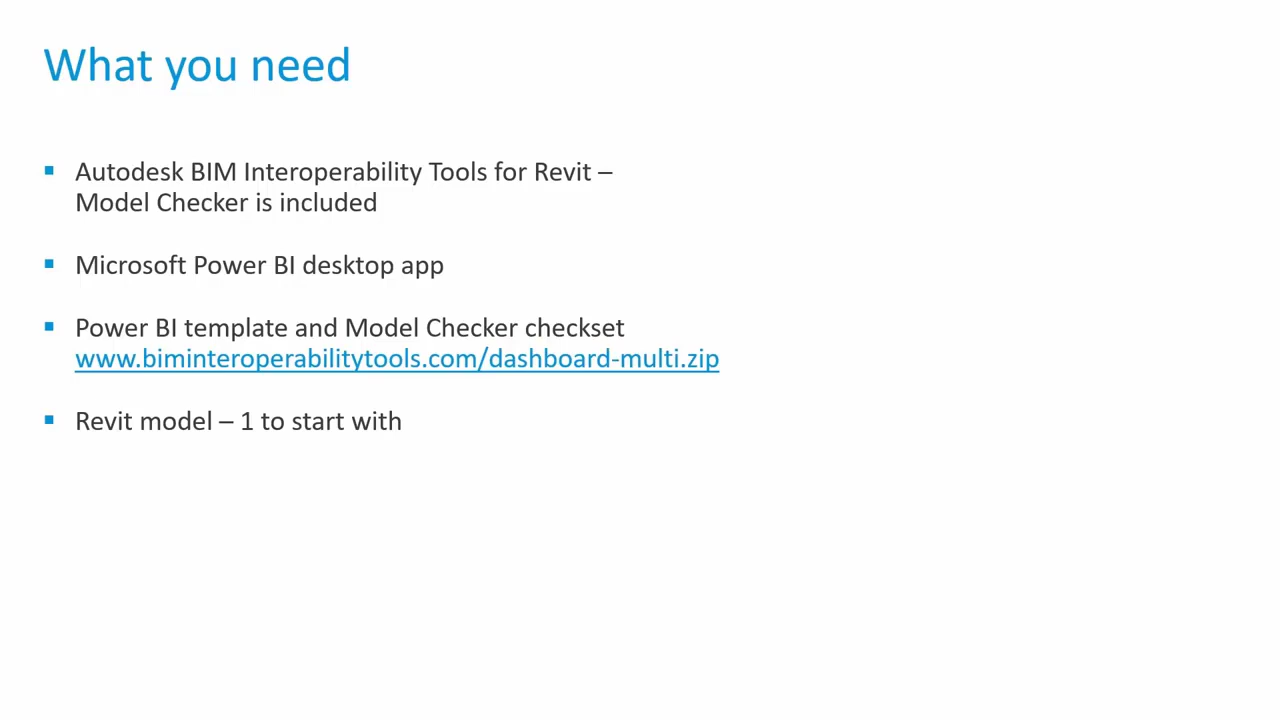 What you need
Autodesk BIM Interoperability Tools for Revit –
Model Checker is included
Microsoft Power BI desktop app
Power BI template and Model Checker checkset
www.biminteroperabilitytools.com/dashboard-multi.zip
Revit model – 1 to start with